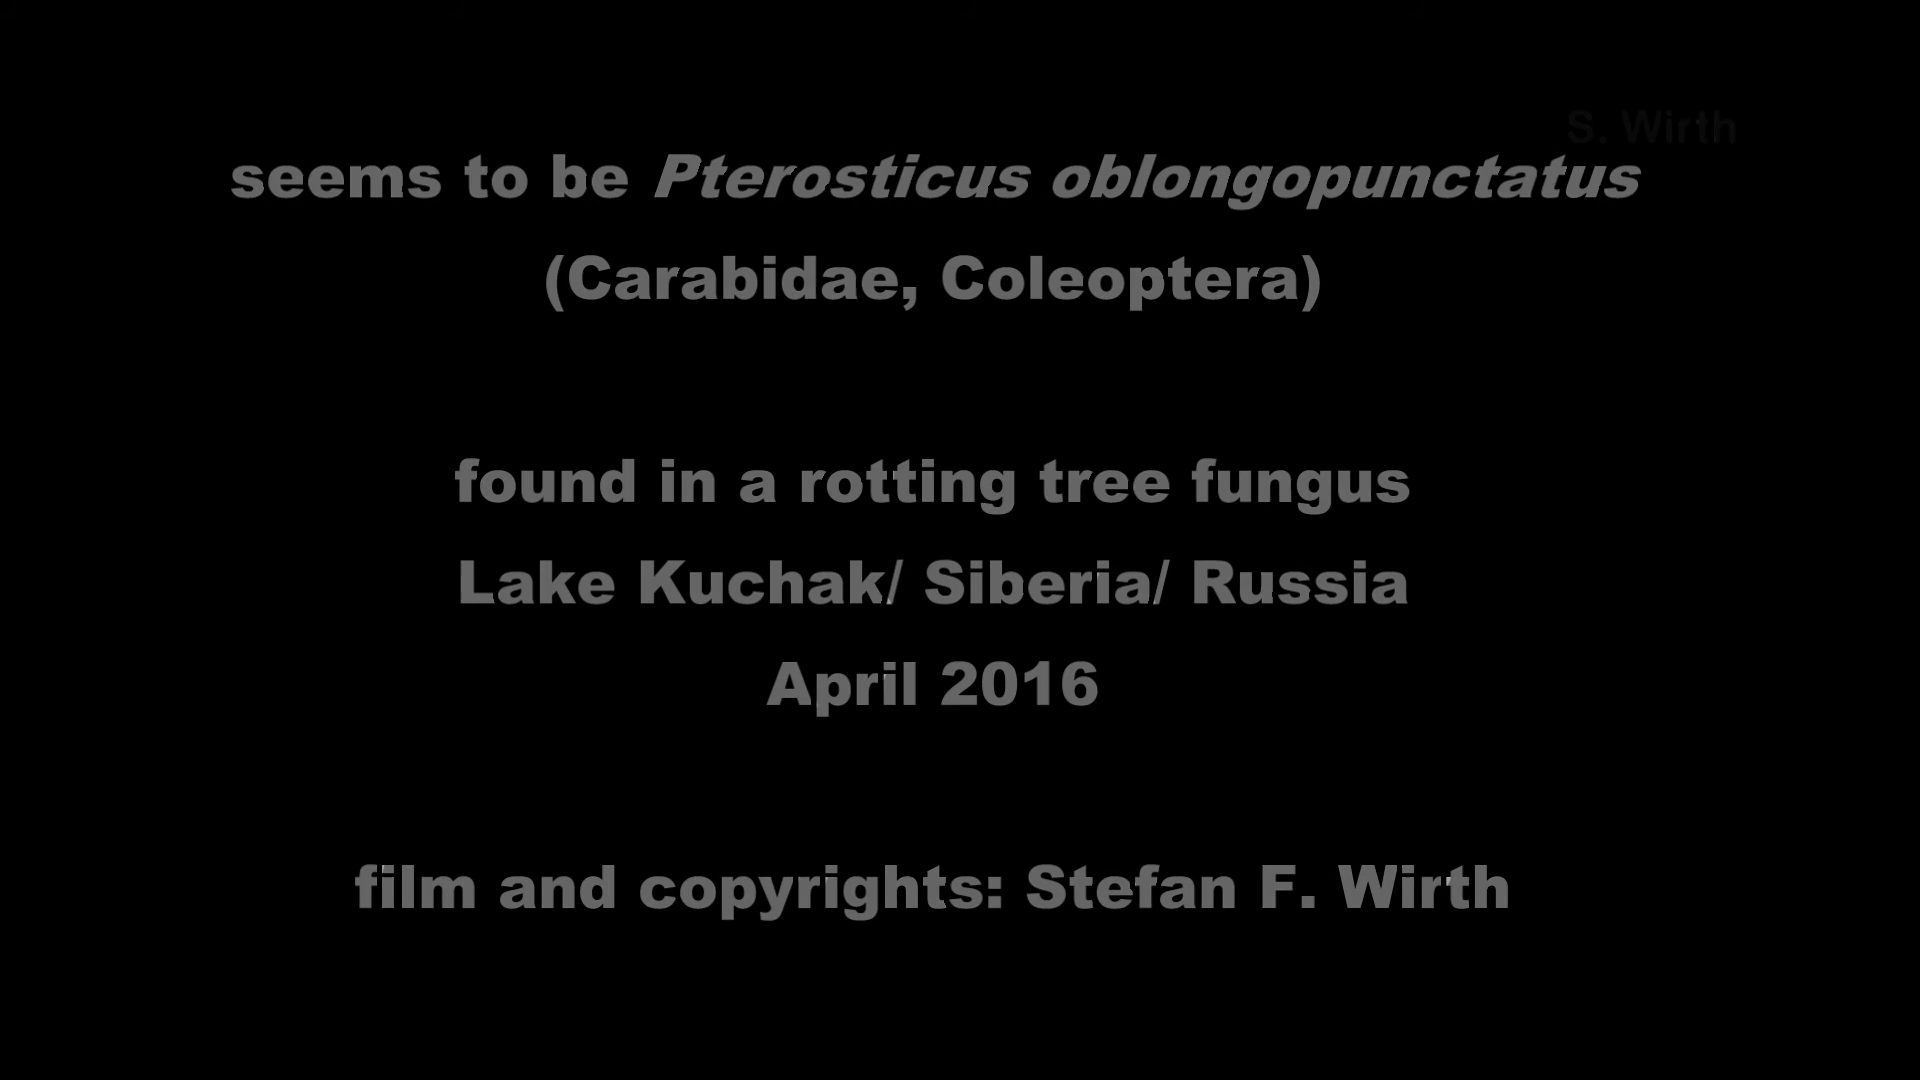 S. Wirth
seems to be Pterosticus oblongopunctatus
(Carabidae, Coleoptera)
found in a rotting tree fungus
Lake Kuchak/ Siberia/ Russia
April 2016
film and copyrights: Stefan F. Wirth